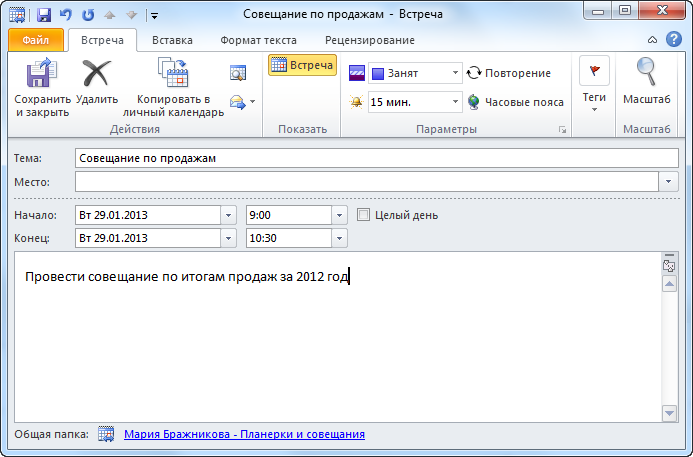 Совещание по продажам - Встреча
Файл Встреча Вставка Формат текста Рецензирование
Сохранить и закрыть
Удалить
Копировать в личный календарь
Действия
Встреча
Показать
Занят
Повторение
15 мин.
Часовые пояса
Параметры
Теги
Масштаб
Масштаб
Тема: Совещание по продажам
Место:
Начало: Вт 29.01.2013 9:00 Целый день
Конец: Вт 29.01.2013 10:30
Провести совещание по итогам продаж за 2012 год
Общая папка: Мария Бражникова - Планерки и совещания